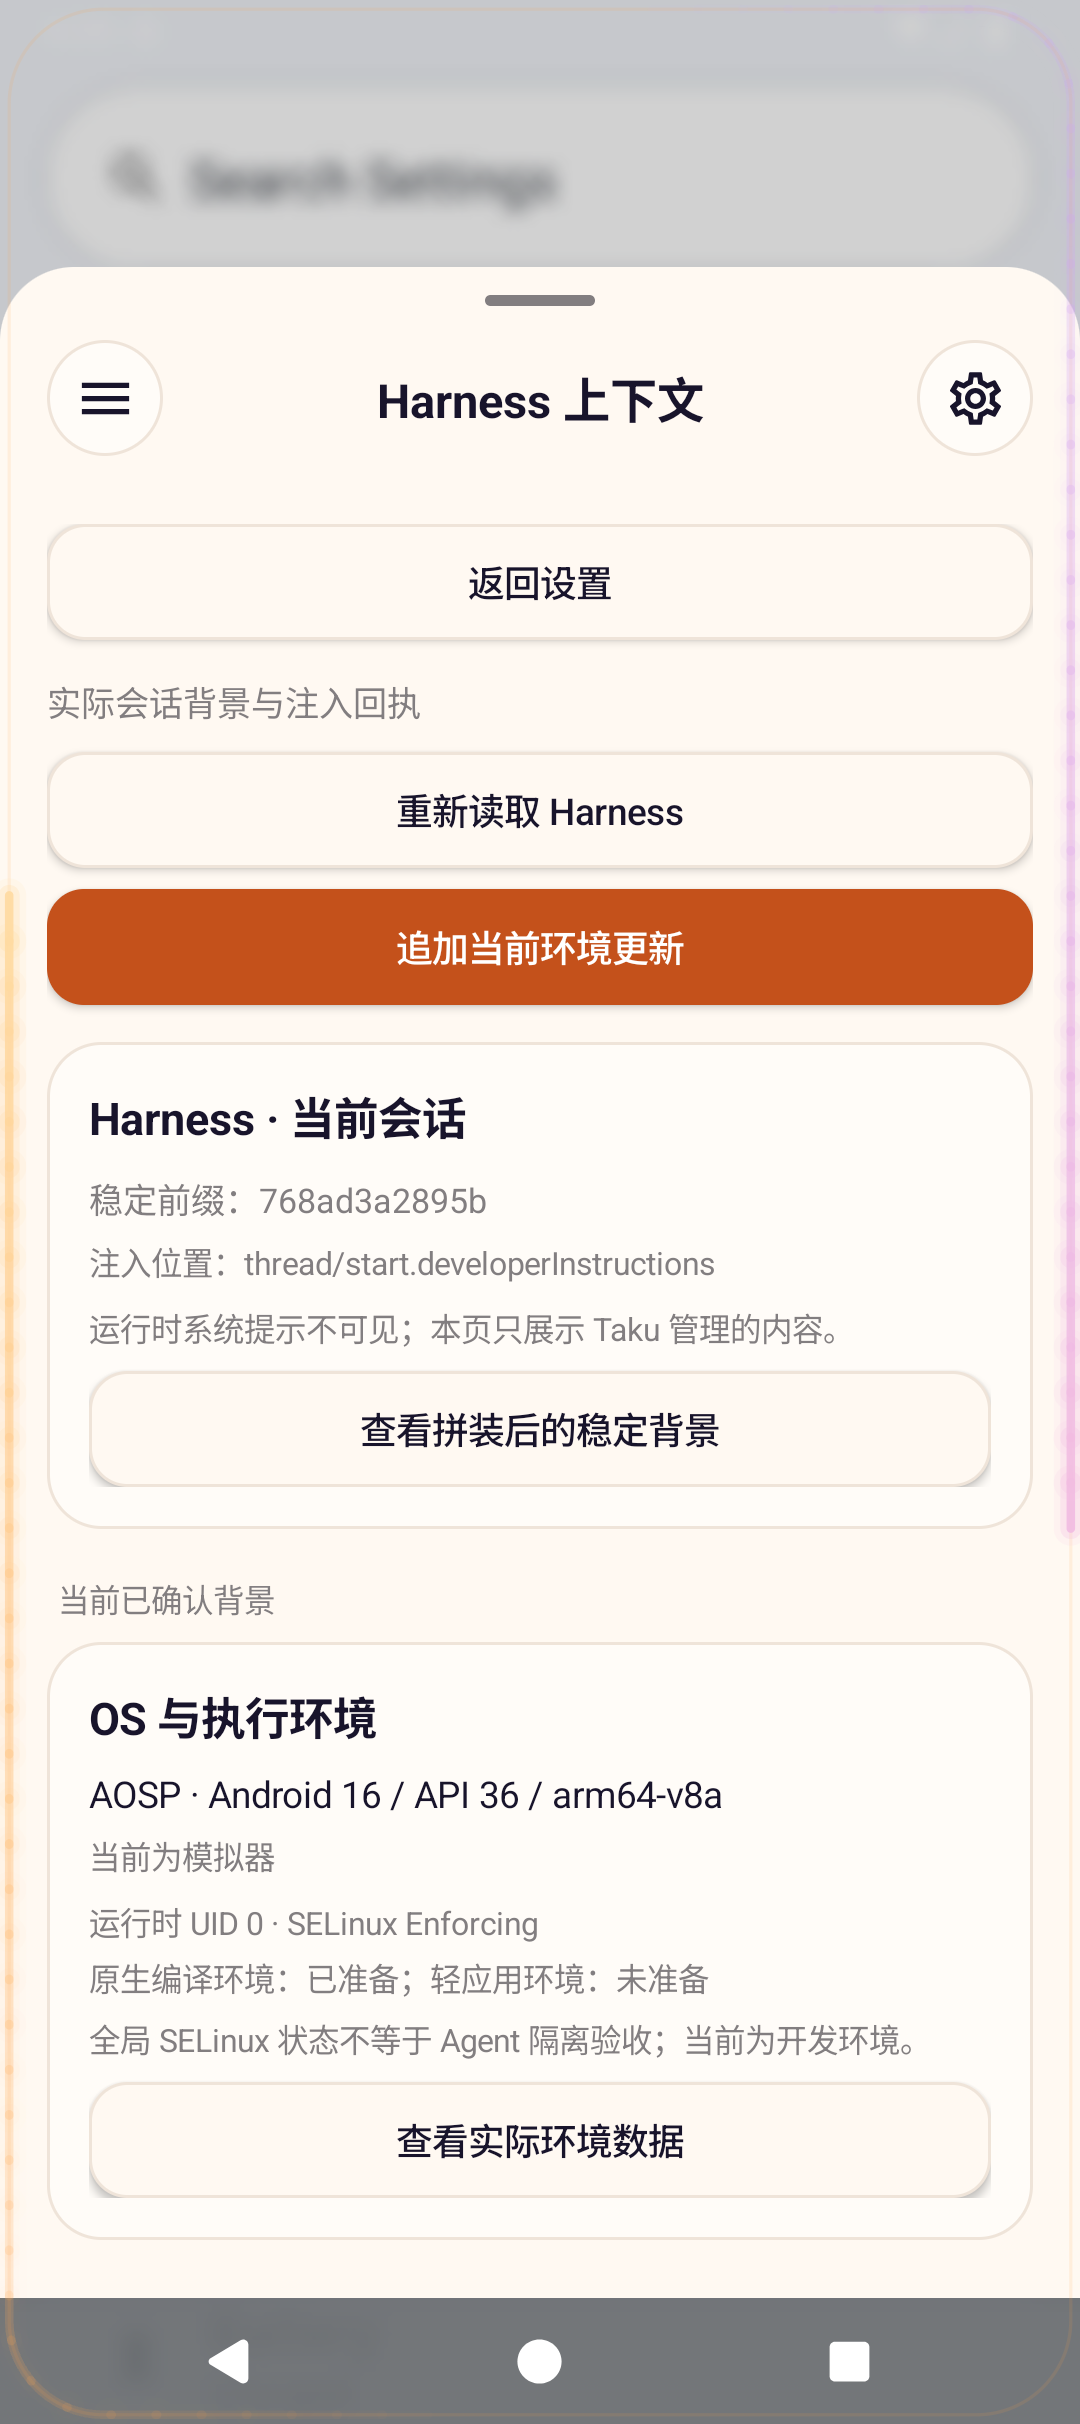 Search Settings
Harness 上下文
返回设置
实际会话背景与注入回执
重新读取 Harness
追加当前环境更新
Harness · 当前会话
稳定前缀：768ad3a2895b
注入位置：thread/start.developerInstructions
运行时系统提示不可见；本页只展示 Taku 管理的内容。
查看拼装后的稳定背景
当前已确认背景
OS 与执行环境
AOSP · Android 16 / API 36 / arm64-v8a
当前为模拟器
运行时 UID 0 · SELinux Enforcing
原生编译环境：已准备；轻应用环境：未准备
全局 SELinux 状态不等于 Agent 隔离验收；当前为开发环境。
查看实际环境数据